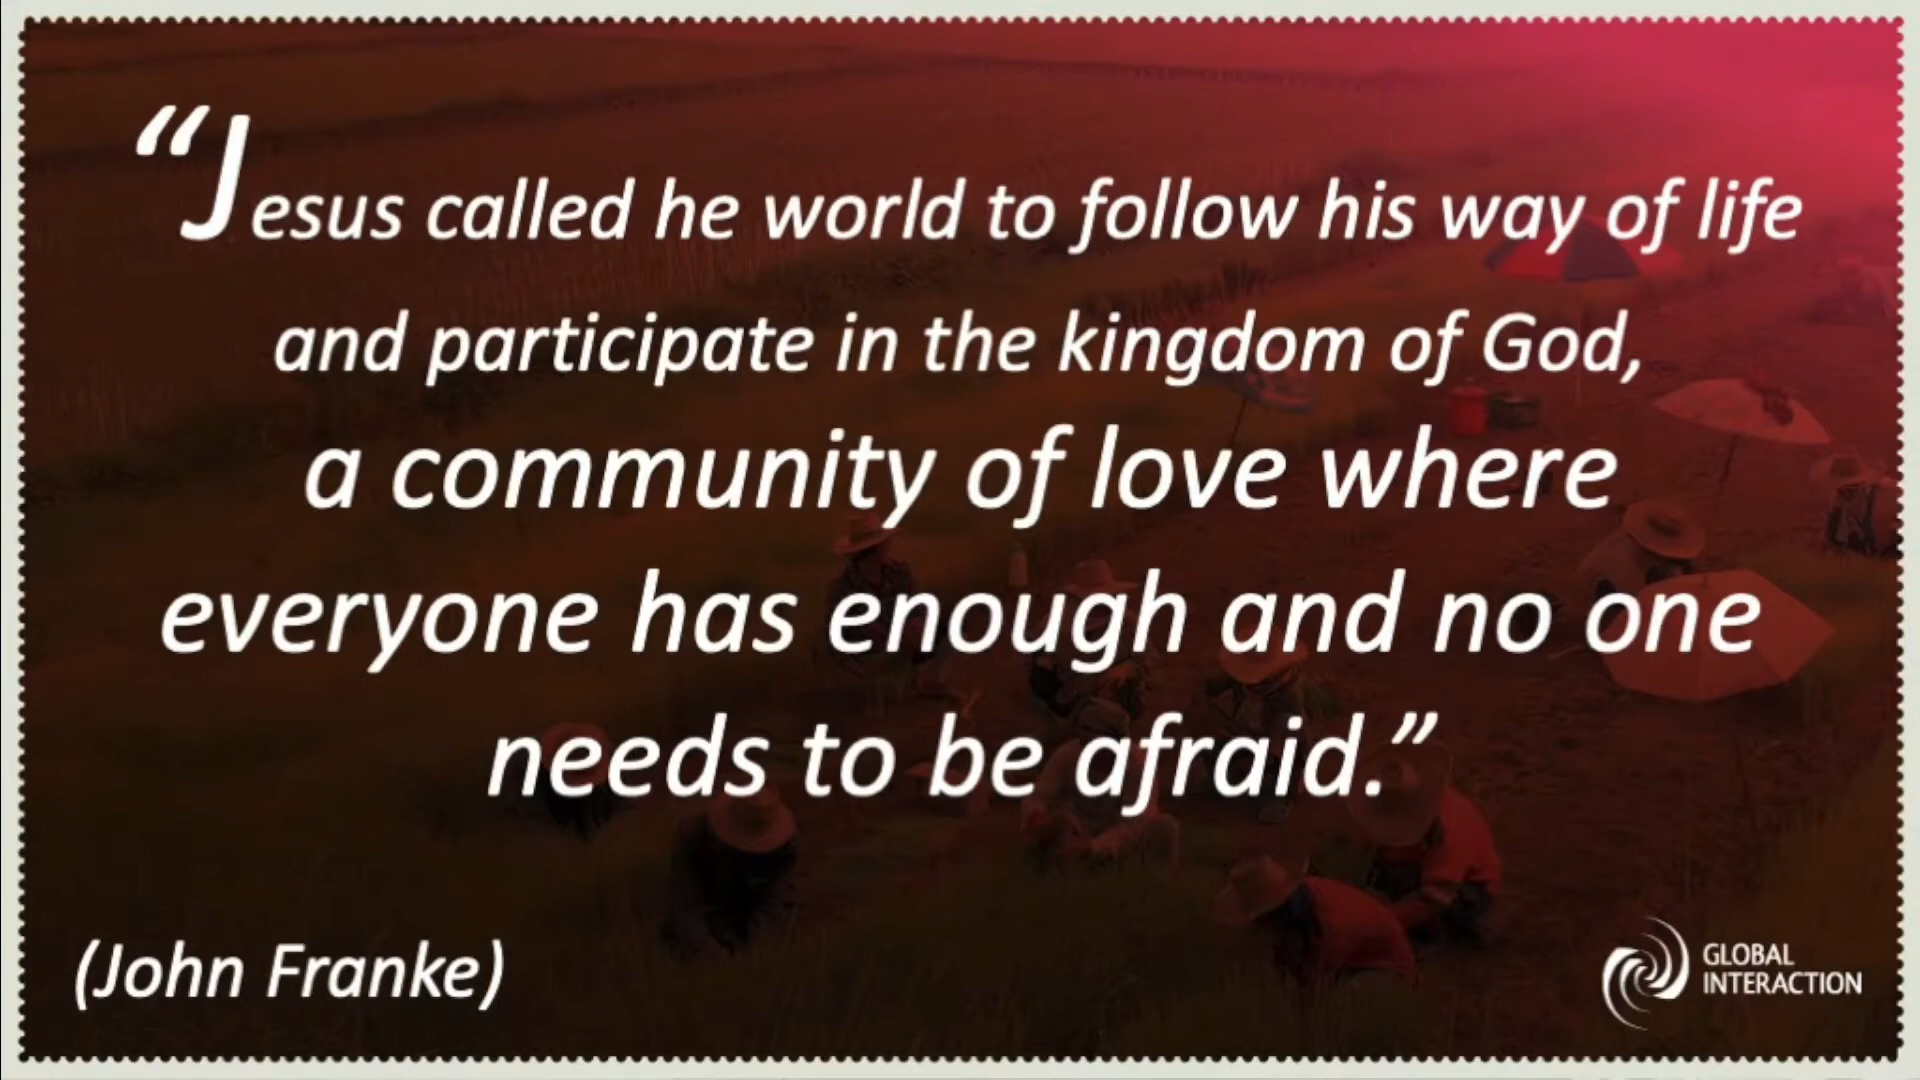 “Jesus called he world to follow his way of life
and participate in the kingdom of God,
a community of love where
everyone has enough and no one
needs to be afraid.”
(John Franke)
GLOBAL
INTERACTION